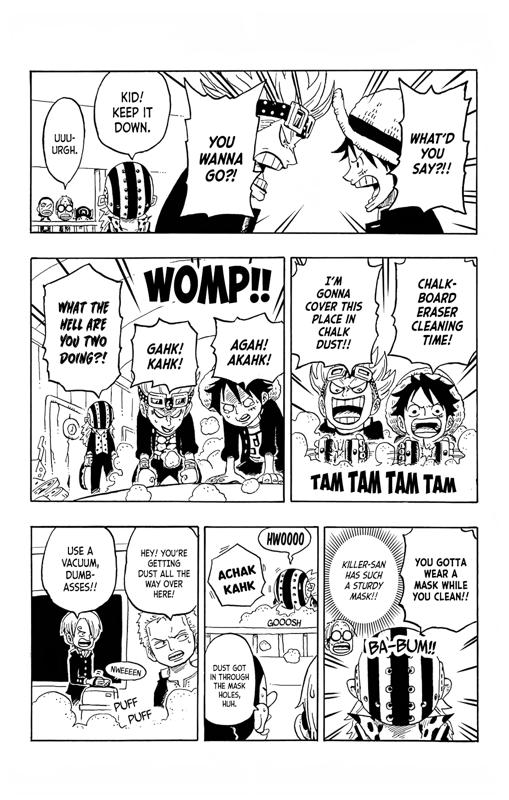 WHAT'D
YOU
SAY?!!
YOU
WANNA
GO?!
KID!
KEEP IT
DOWN.
UUU-
URGH.
CHALK-
BOARD
ERASER
CLEANING
TIME!
I'M
GONNA
COVER THIS
PLACE IN
CHALK
DUST!!
TAM TAM TAM TAM
WOMP!!
AGAH!
AKAHK!
GAHK!
KAHK!
WHAT THE
HELL ARE
YOU TWO
DOING?!
YOU GOTTA
WEAR A
MASK WHILE
YOU CLEAN!!
KILLER-SAN
HAS SUCH
A STURDY
MASK!!
BA-BUM!!
HWOOOO
ACHAK
KAHK
GOOOSH
DUST GOT
IN THROUGH
THE MASK
HOLES,
HUH.
HEY! YOU'RE
GETTING
DUST ALL THE
WAY OVER
HERE!
USE A
VACUUM,
DUMB-
ASSES!!
NWEEEEN
PUFF
PUFF